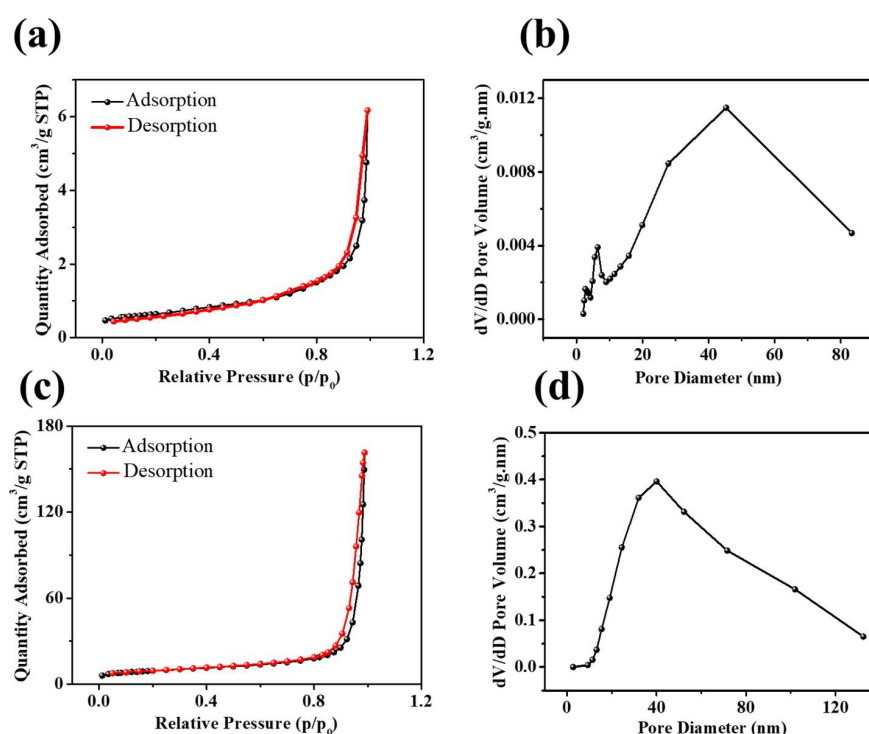 (a)
Quantity Adsorbed (cm³/g STP)
6
4
2
0
Adsorption
Desorption
0.0 0.4 0.8 1.2
Relative Pressure (p/p₀)
(b)
dV/dD Pore Volume (cm³/g.nm)
0.012
0.008
0.004
0.000
0 20 40 60 80
Pore Diameter (nm)
(c)
Quantity Adsorbed (cm³/g STP)
180
120
60
0
Adsorption
Desorption
0.0 0.4 0.8 1.2
Relative Pressure (p/p₀)
(d)
dV/dD Pore Volume (cm³/g.nm)
0.5
0.4
0.3
0.2
0.1
0.0
0 40 80 120
Pore Diameter (nm)